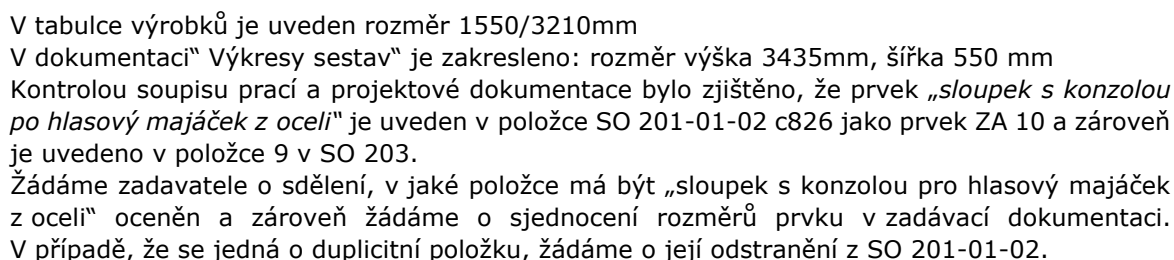 V tabulce výrobků je uveden rozměr 1550/3210mm
V dokumentaci“ Výkresy sestav“ je zakresleno: rozměr výška 3435mm, šířka 550 mm
Kontrolou soupisu prací a projektové dokumentace bylo zjištěno, že prvek „sloupek s konzolou
po hlasový majáček z oceli“ je uveden v položce SO 201-01-02 c826 jako prvek ZA 10 a zároveň
je uvedeno v položce 9 v SO 203.
Žádáme zadavatele o sdělení, v jaké položce má být „sloupek s konzolou pro hlasový majáček
z oceli“ oceněn a zároveň žádáme o sjednocení rozměrů prvku v zadávací dokumentaci.
V případě, že se jedná o duplicitní položku, žádáme o její odstranění z SO 201-01-02.